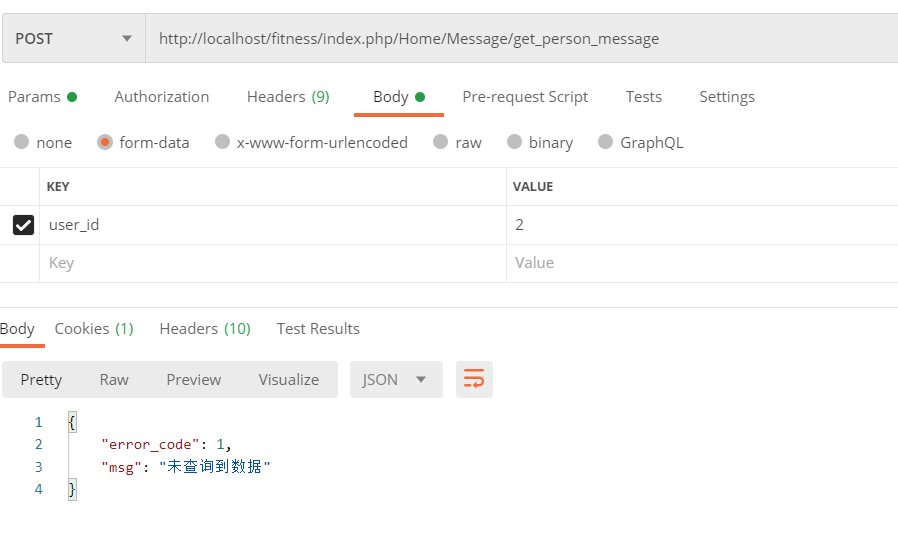 POST http://localhost/fitness/index.php/Home/Message/get_person_message
Params Authorization Headers (9) Body Pre-request Script Tests Settings
none form-data x-www-form-urlencoded raw binary GraphQL
KEY VALUE
user_id 2
Key Value
Body Cookies (1) Headers (10) Test Results
Pretty Raw Preview Visualize JSON
1 {
2 "error_code": 1,
3 "msg": "未查询到数据"
4 }